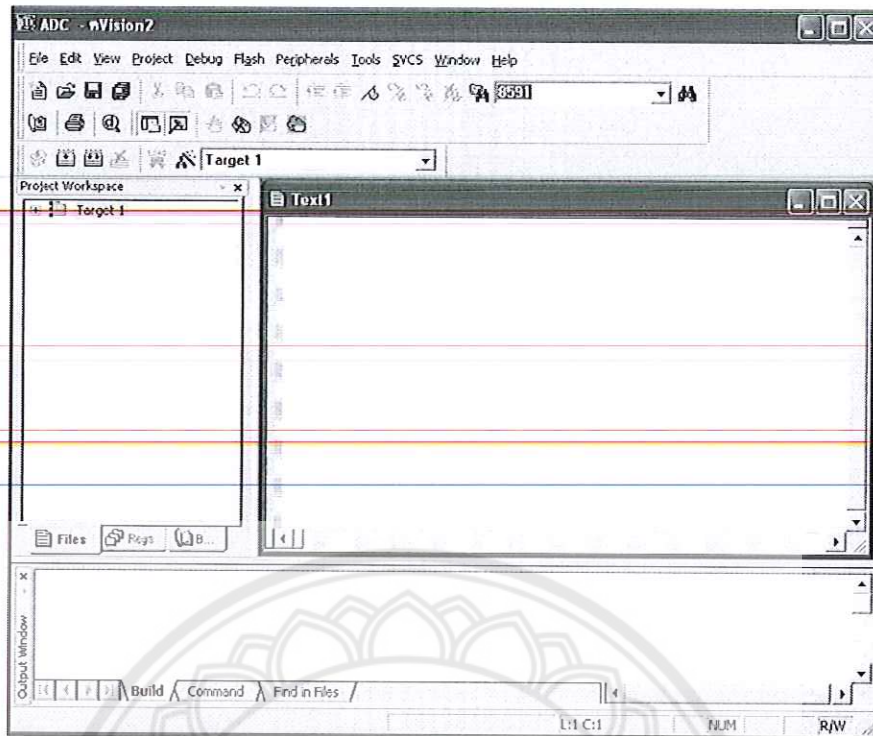 ADC - µVision2
File Edit View Project Debug Flash Peripherals Tools SVCS Window Help
8591
Target 1
Project Workspace
Target 1
Text1
Files Regs B...
Output Window
Build Command Find in Files
L:1 C:1 NUM R/W